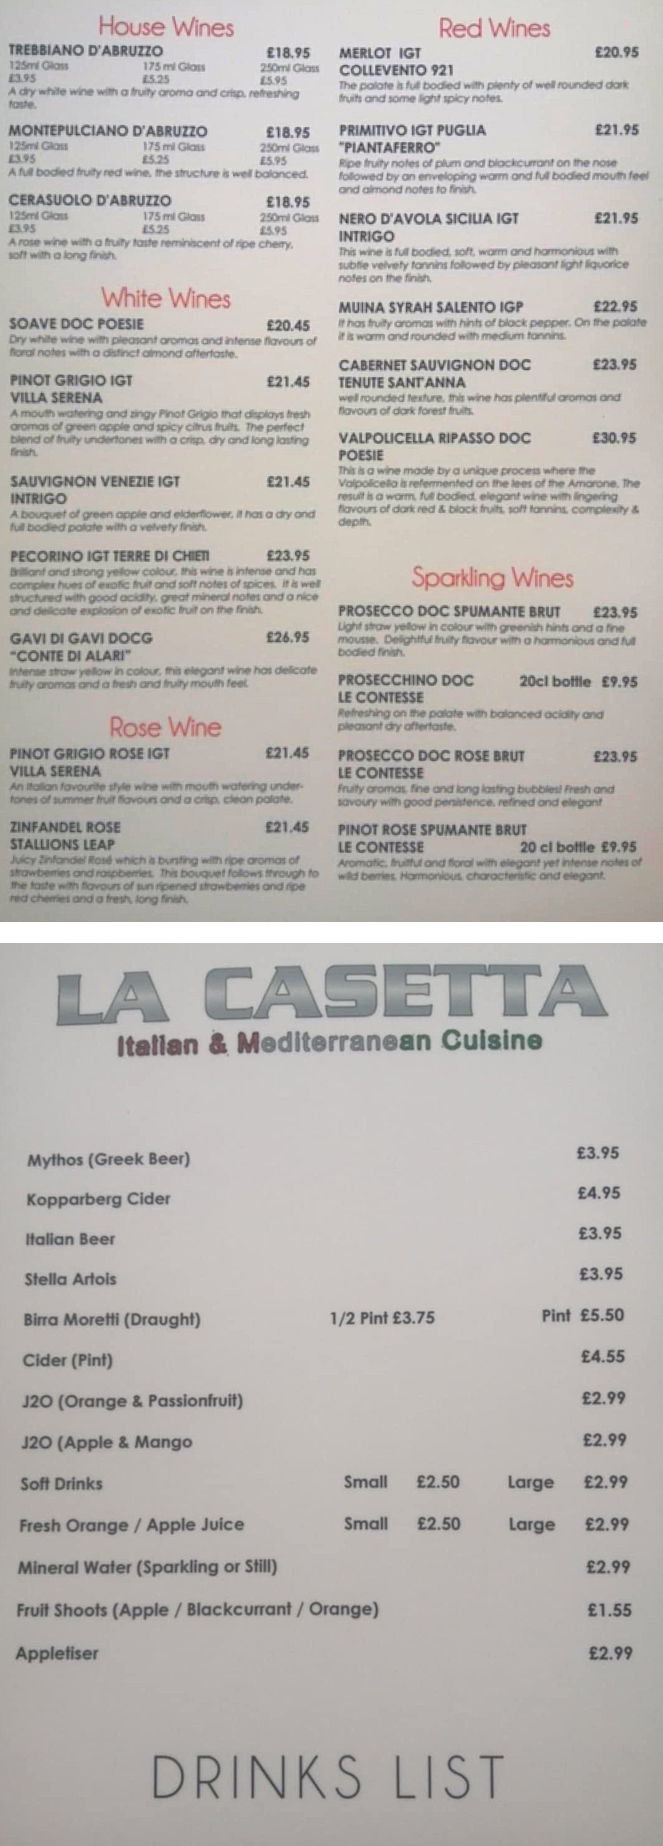 House Wines
TREBBIANO D'ABRUZZO £18.95
125ml Glass 175 ml Glass 250ml Glass
£3.95 £5.25 £5.95
A dry white wine with a fruity aroma and crisp, refreshing
taste.
MONTEPULCIANO D'ABRUZZO £18.95
125ml Glass 175 ml Glass 250ml Glass
£3.95 £5.25 £5.95
A full bodied fruity red wine, the structure is well balanced.
CERASUOLO D'ABRUZZO £18.95
125ml Glass 175 ml Glass 250ml Glass
£3.95 £5.25 £5.95
A rose wine with a fruity taste reminiscent of ripe cherry,
soft with a long finish.
White Wines
SOAVE DOC POESIE £20.45
Dry white wine with pleasant aromas and intense flavours of
floral notes with a distinct almond aftertaste.
PINOT GRIGIO IGT £21.45
VILLA SERENA
A mouth watering and zingy Pinot Grigio that displays fresh
aromas of green apple and spicy citrus fruits. The perfect
blend of fruity undertones with a crisp, dry and long lasting
finish.
SAUVIGNON VENEZIE IGT £21.45
INTRIGO
A bouquet of green apple and elderflower, it has a dry and
full bodied palate with a velvety finish.
PECORINO IGT TERRE DI CHIETI £23.95
Brilliant and strong yellow colour, this wine is intense and has
complex hues of exotic fruit and soft notes of spices. It is well
structured with good acidity, great mineral notes and a nice
and delicate explosion of exotic fruit on the finish.
GAVI DI GAVI DOCG £26.95
"CONTE DI ALARI"
Intense straw yellow in colour, this elegant wine has delicate
fruity aromas and a fresh and fruity mouth feel.
Rose Wine
PINOT GRIGIO ROSE IGT £21.45
VILLA SERENA
An Italian favourite style wine with mouth watering under-
tones of summer fruit flavours and a crisp, clean palate.
ZINFANDEL ROSE £21.45
STALLIONS LEAP
Juicy Zinfandel Rosé which is bursting with ripe aromas of
strawberries and raspberries. This bouquet follows through to
the taste with flavours of sun ripened strawberries and ripe
red cherries and a fresh, long finish.
Red Wines
MERLOT IGT £20.95
COLLEVENTO 921
The palate is full bodied with plenty of well rounded dark
fruits and some light spicy notes.
PRIMITIVO IGT PUGLIA £21.95
"PIANTAFERRO"
Ripe fruity notes of plum and blackcurrant on the nose
followed by an enveloping warm and full bodied mouth feel
and almond notes to finish.
NERO D'AVOLA SICILIA IGT £21.95
INTRIGO
This wine is full bodied, soft, warm and harmonious with
subtle velvety tannins followed by pleasant light liquorice
notes on the finish.
MUINA SYRAH SALENTO IGP £22.95
It has fruity aromas with hints of black pepper. On the palate
it is warm and rounded with medium tannins.
CABERNET SAUVIGNON DOC £23.95
TENUTE SANT'ANNA
well rounded texture, this wine has plentiful aromas and
flavours of dark forest fruits.
VALPOLICELLA RIPASSO DOC £30.95
POESIE
This is a wine made by a unique process where the
Valpolicella is refermented on the lees of the Amarone. The
result is a warm, full bodied, elegant wine with lingering
flavours of dark red & black fruits, soft tannins, complexity &
depth.
Sparkling Wines
PROSECCO DOC SPUMANTE BRUT £23.95
Light straw yellow in colour with greenish hints and a fine
mousse. Delightful fruity flavour with a harmonious and full
bodied finish.
PROSECCHINO DOC 20cl bottle £9.95
LE CONTESSE
Refreshing on the palate with balanced acidity and
pleasant dry aftertaste.
PROSECCO DOC ROSE BRUT £23.95
LE CONTESSE
Fruity aromas, fine and long lasting bubbles! Fresh and
savoury with good persistence, refined and elegant
PINOT ROSE SPUMANTE BRUT
LE CONTESSE 20 cl bottle £9.95
Aromatic, fruitful and floral with elegant yet intense notes of
wild berries. Harmonious, characteristic and elegant.
LA CASETTA
Italian & Mediterranean Cuisine
Mythos (Greek Beer) £3.95
Kopparberg Cider £4.95
Italian Beer £3.95
Stella Artois £3.95
Birra Moretti (Draught) 1/2 Pint £3.75 Pint £5.50
Cider (Pint) £4.55
J2O (Orange & Passionfruit) £2.99
J2O (Apple & Mango £2.99
Soft Drinks Small £2.50 Large £2.99
Fresh Orange / Apple Juice Small £2.50 Large £2.99
Mineral Water (Sparkling or Still) £2.99
Fruit Shoots (Apple / Blackcurrant / Orange) £1.55
Appletiser £2.99
DRINKS LIST